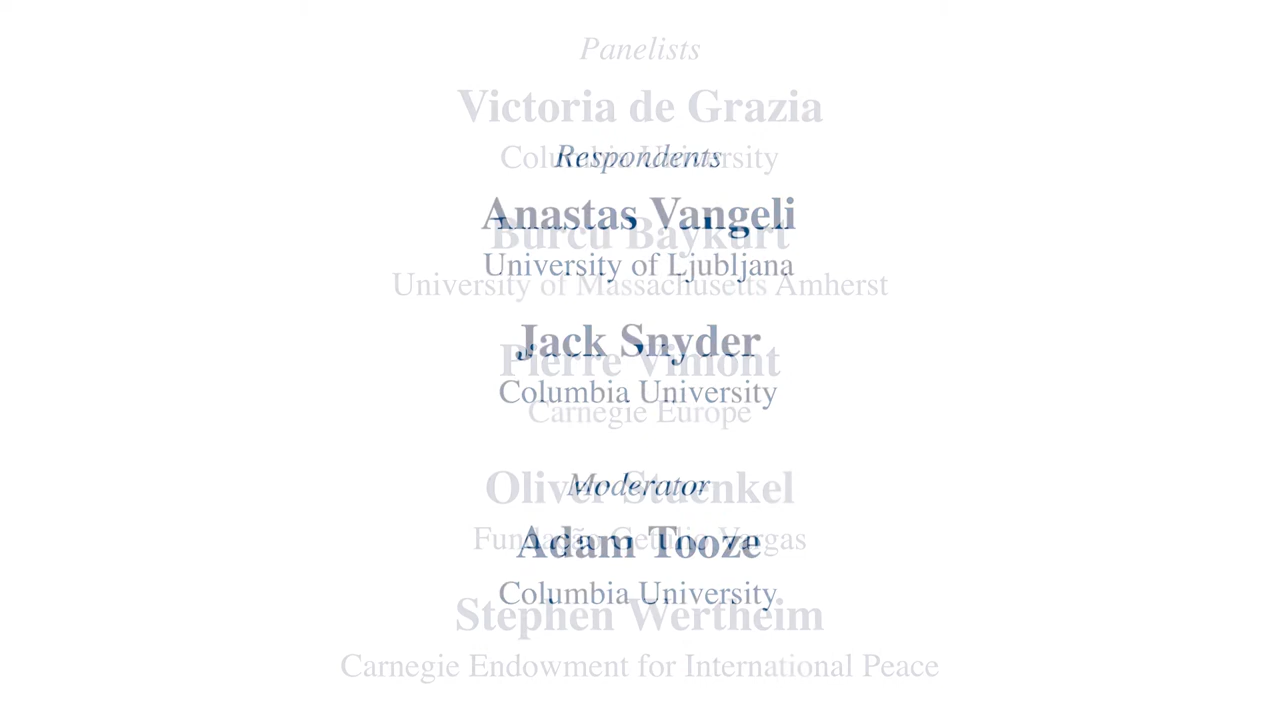 Panelists
Victoria de Grazia
Columbia University
Burcu Baykurt
University of Massachusetts Amherst
Pierre Vimont
Carnegie Europe
Oliver Stuenkel
Fundação Getulio Vargas
Stephen Wertheim
Carnegie Endowment for International Peace
Respondents
Anastas Vangeli
University of Ljubljana
Jack Snyder
Columbia University
Moderator
Adam Tooze
Columbia University